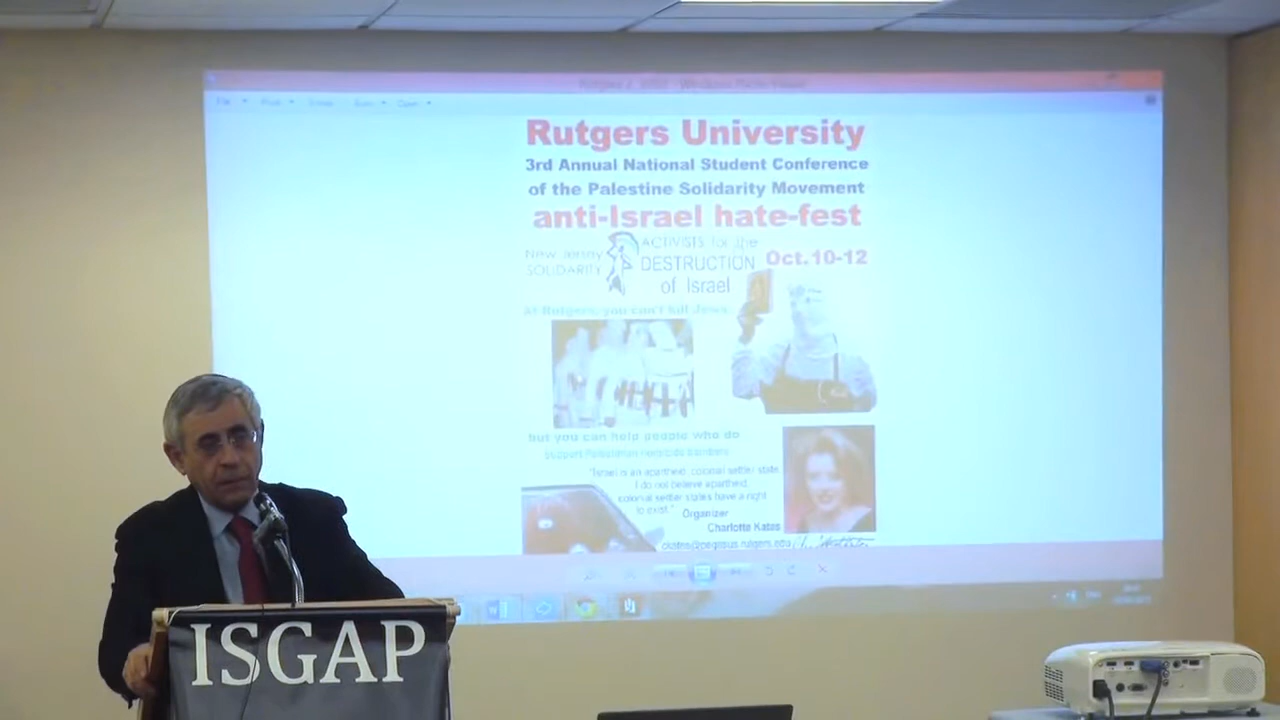 Rutgers University
3rd Annual National Student Conference
of the Palestine Solidarity Movement
anti-Israel hate-fest
New Jersey
SOLIDARITY
ACTIVISTS for the
DESTRUCTION
of Israel
Oct. 10-12
at Rutgers, you can't kill Jews,
but you can help people who do
"Israel is an apartheid, colonial settler state.
I do not believe apartheid,
colonial settler states have a right
to exist."
Organizer
Charlotte Kates
ISGAP